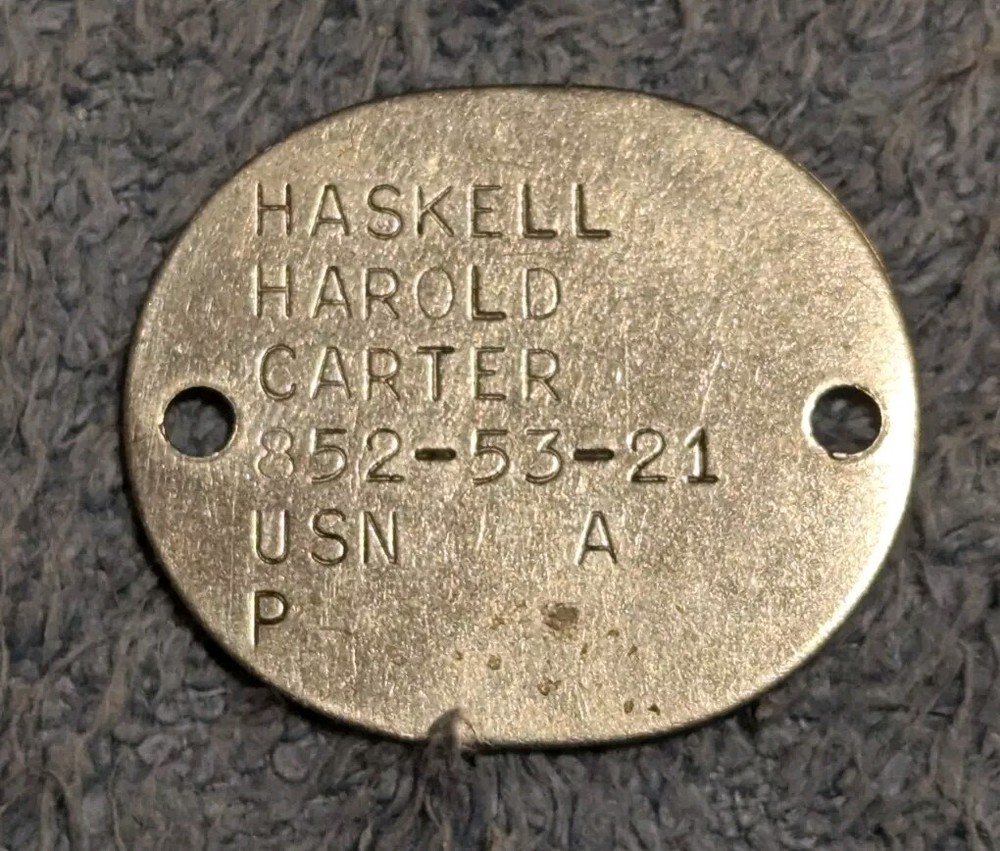 HASKELL
HAROLD
CARTER
852-53-21
USN A
P